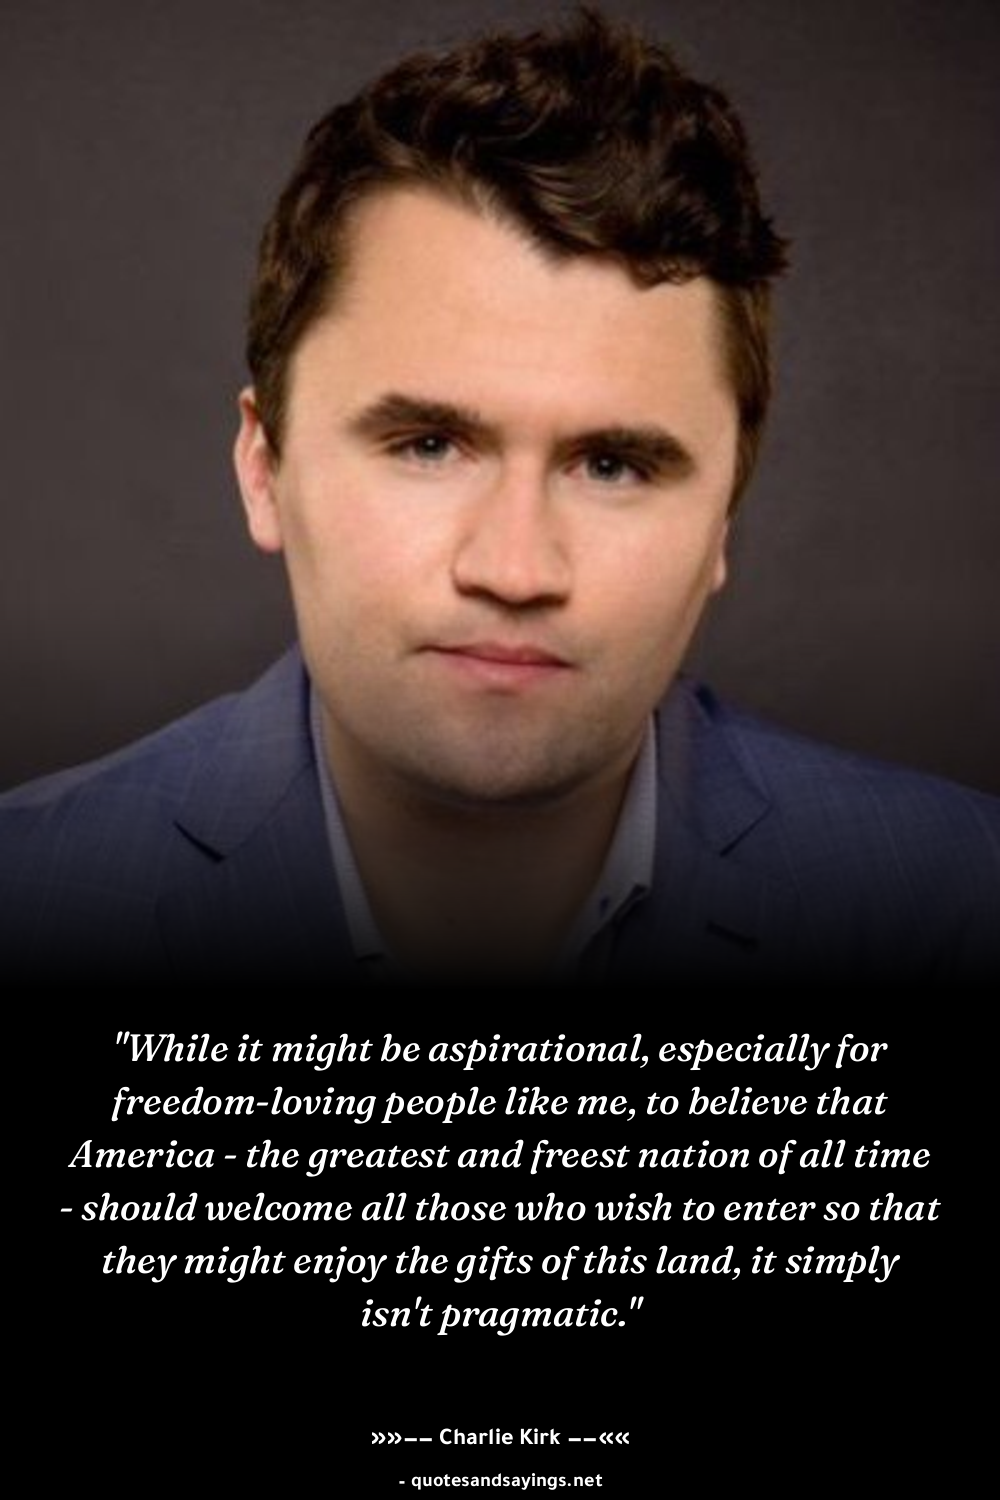 "While it might be aspirational, especially for
freedom-loving people like me, to believe that
America - the greatest and freest nation of all time
- should welcome all those who wish to enter so that
they might enjoy the gifts of this land, it simply
isn't pragmatic."
»»−− Charlie Kirk −−««
- quotesandsayings.net